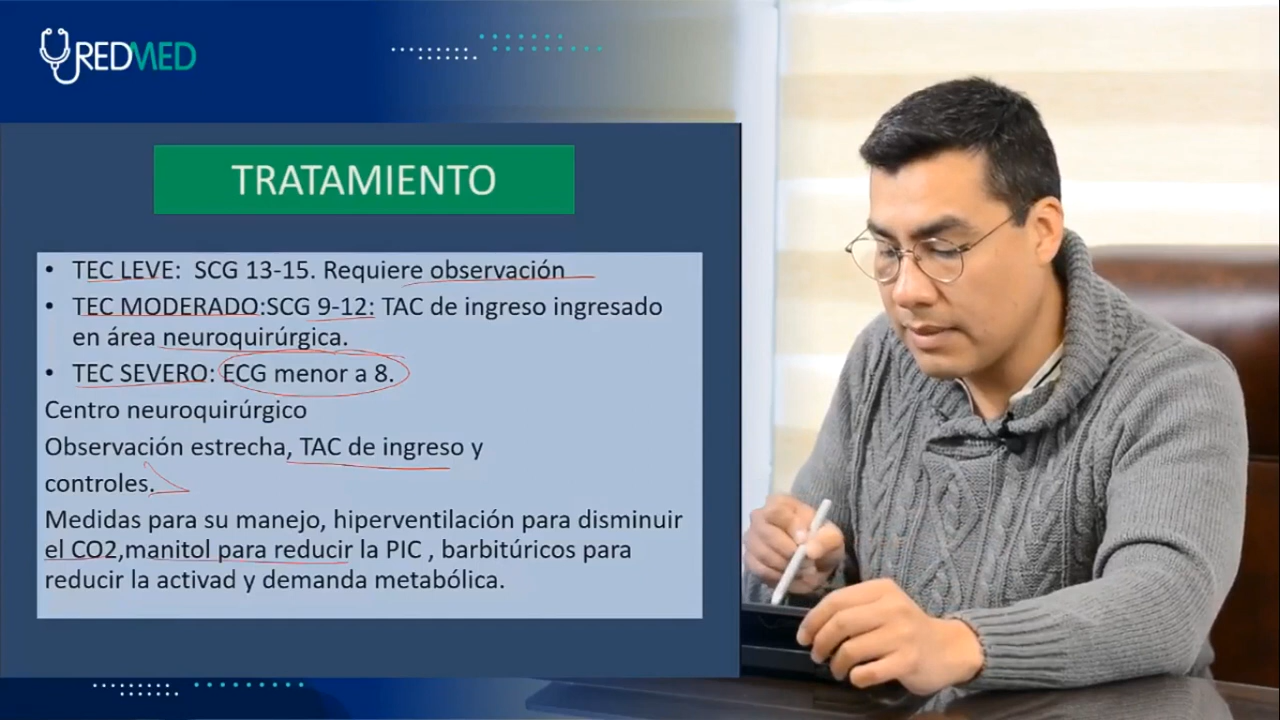 REDMED
TRATAMIENTO
• TEC LEVE: SCG 13-15. Requiere observación
• TEC MODERADO:SCG 9-12: TAC de ingreso ingresado
en área neuroquirúrgica.
• TEC SEVERO: ECG menor a 8.
Centro neuroquirúrgico
Observación estrecha, TAC de ingreso y
controles.
Medidas para su manejo, hiperventilación para disminuir
el CO2,manitol para reducir la PIC , barbitúricos para
reducir la activad y demanda metabólica.